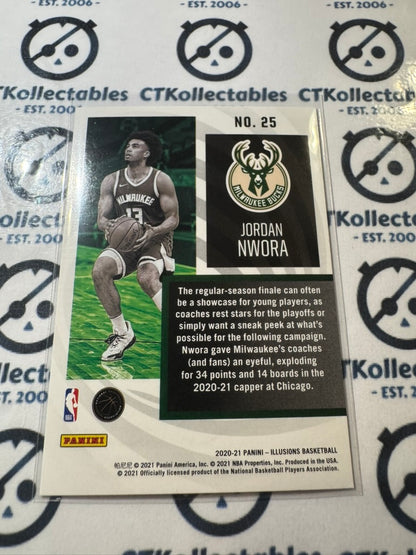 EST. 2006 -
- EST. 2006 -
- EST. 200
CTKollectables
- EST. 2006 -
NO. 25
MILWAUKEE BUCKS
MILWAUKEE
13
JORDAN
NWORA
The regular-season finale can often
be a showcase for young players, as
coaches rest stars for the playoffs or
simply want a sneak peek at what's
possible for the following campaign.
Nwora gave Milwaukee's coaches
(and fans) an eyeful, exploding
for 34 points and 14 boards in the
2020-21 capper at Chicago.
NBA
PANINI
2020-21 PANINI – ILLUSIONS BASKETBALL
帕尼尼 © 2021 Panini America, Inc. © 2021 NBA Properties, Inc. Produced in the USA.
© 2021 Officially licensed product of the National Basketball Players Association.
CTKollectables
- EST. 2006 -